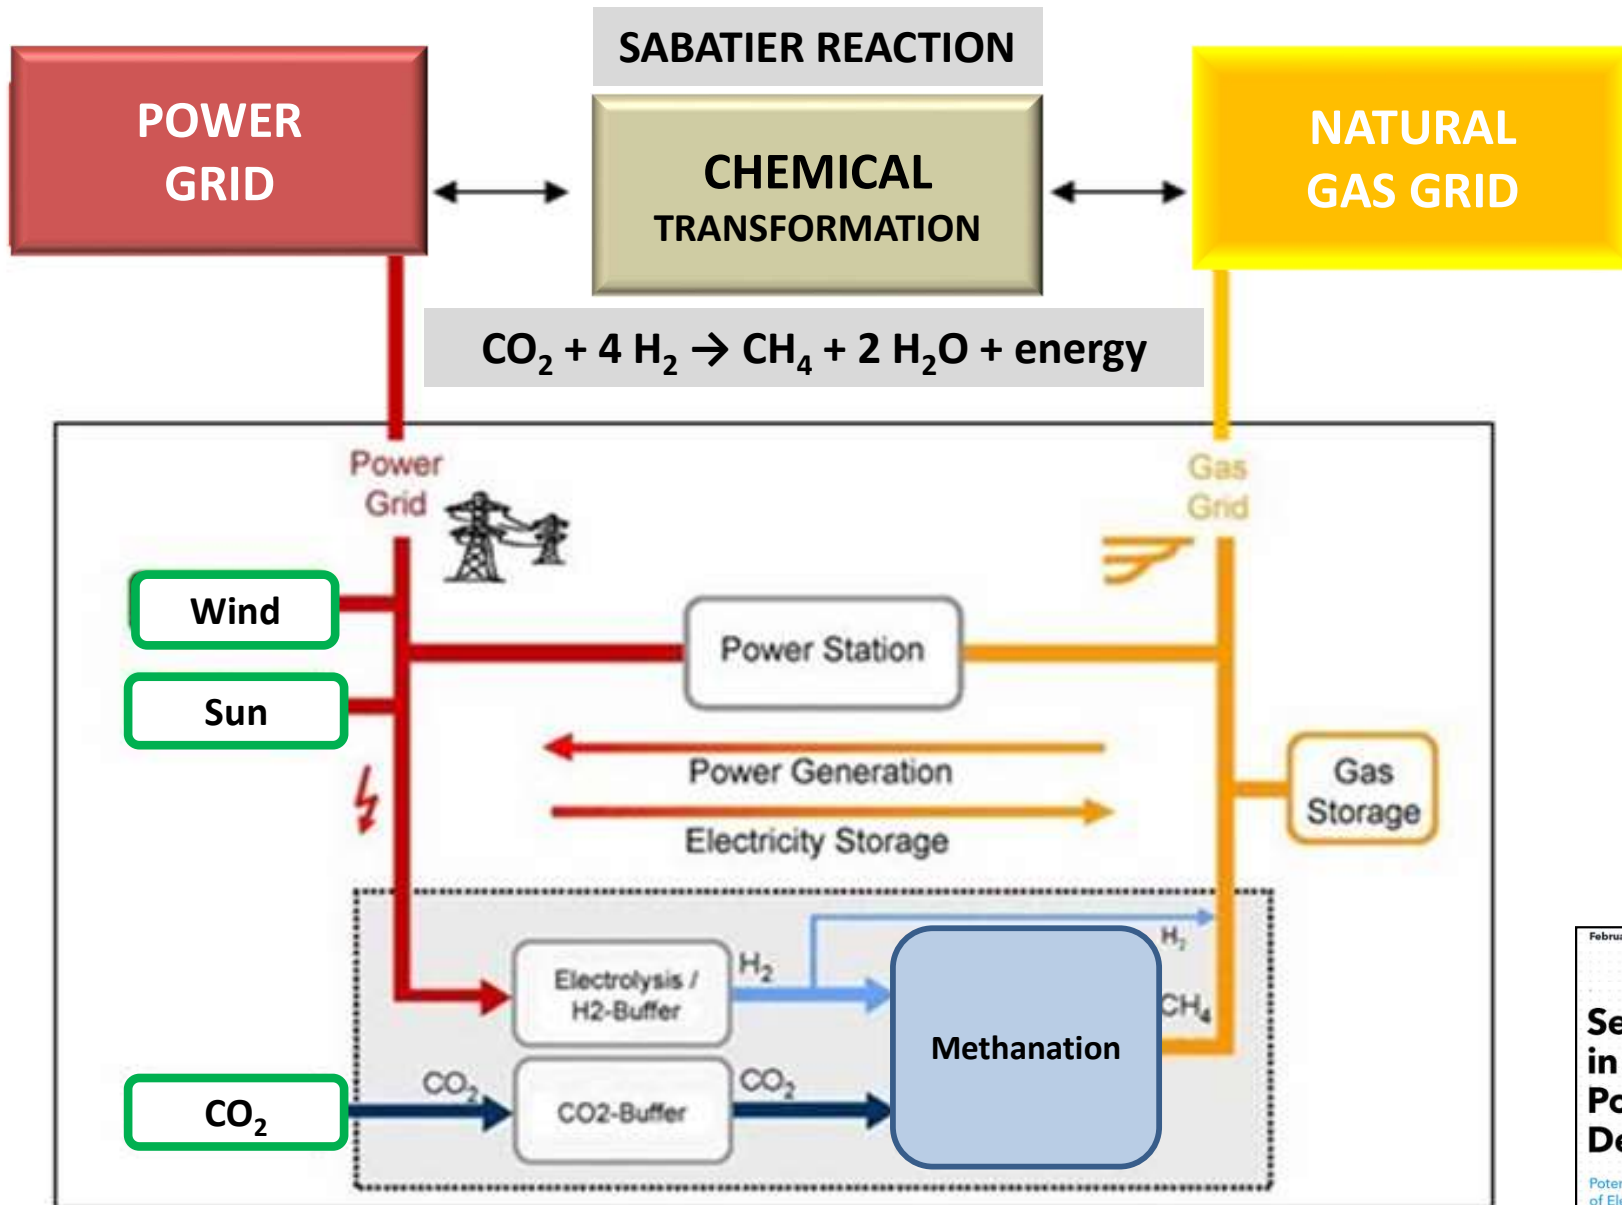 SABATIER REACTION
POWER
GRID
CHEMICAL
TRANSFORMATION
NATURAL
GAS GRID
CO₂ + 4 H₂ → CH₄ + 2 H₂O + energy
Power
Grid
Gas
Grid
Wind
Sun
Power Station
Power Generation
Electricity Storage
Gas
Storage
H₂
Electrolysis /
H2-Buffer
H₂
CH₄
Methanation
CO₂
CO₂
CO2-Buffer
CO₂
in